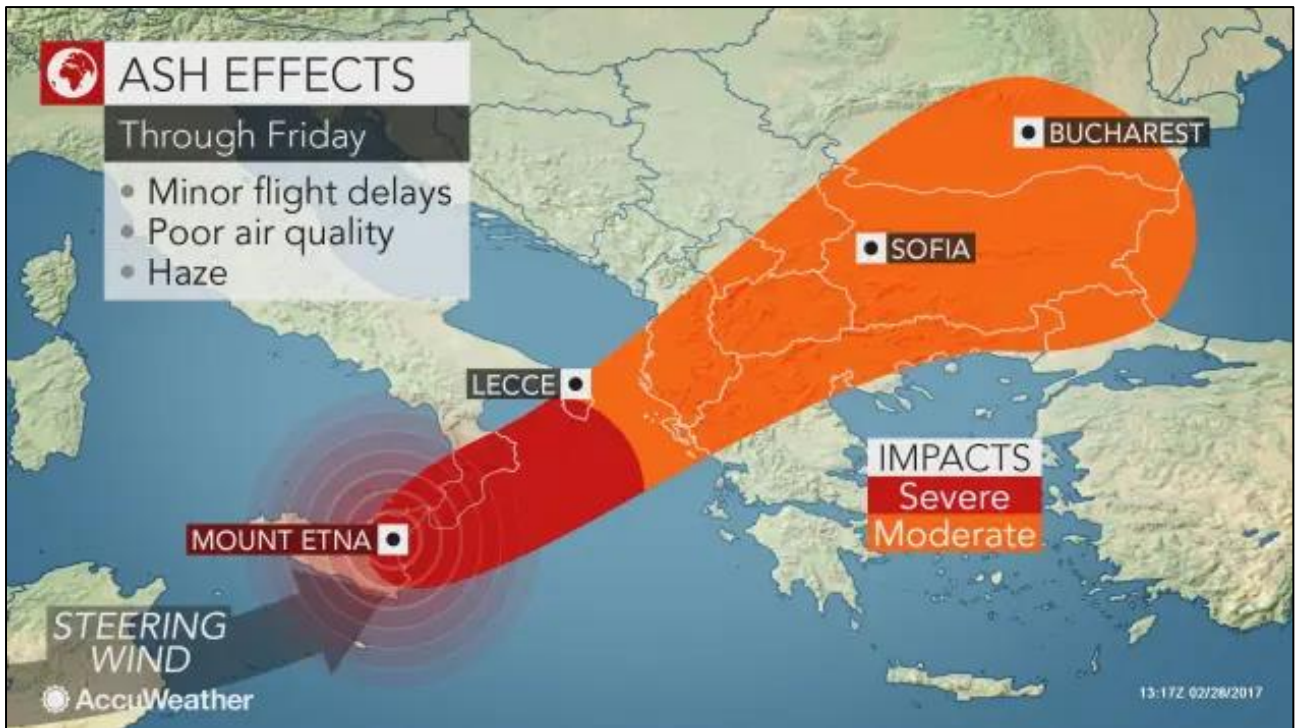 ASH EFFECTS
Through Friday
• Minor flight delays
• Poor air quality
• Haze
BUCHAREST
SOFIA
LECCE
IMPACTS
Severe
Moderate
MOUNT ETNA
STEERING
WIND
AccuWeather
13:17Z 02/28/2017